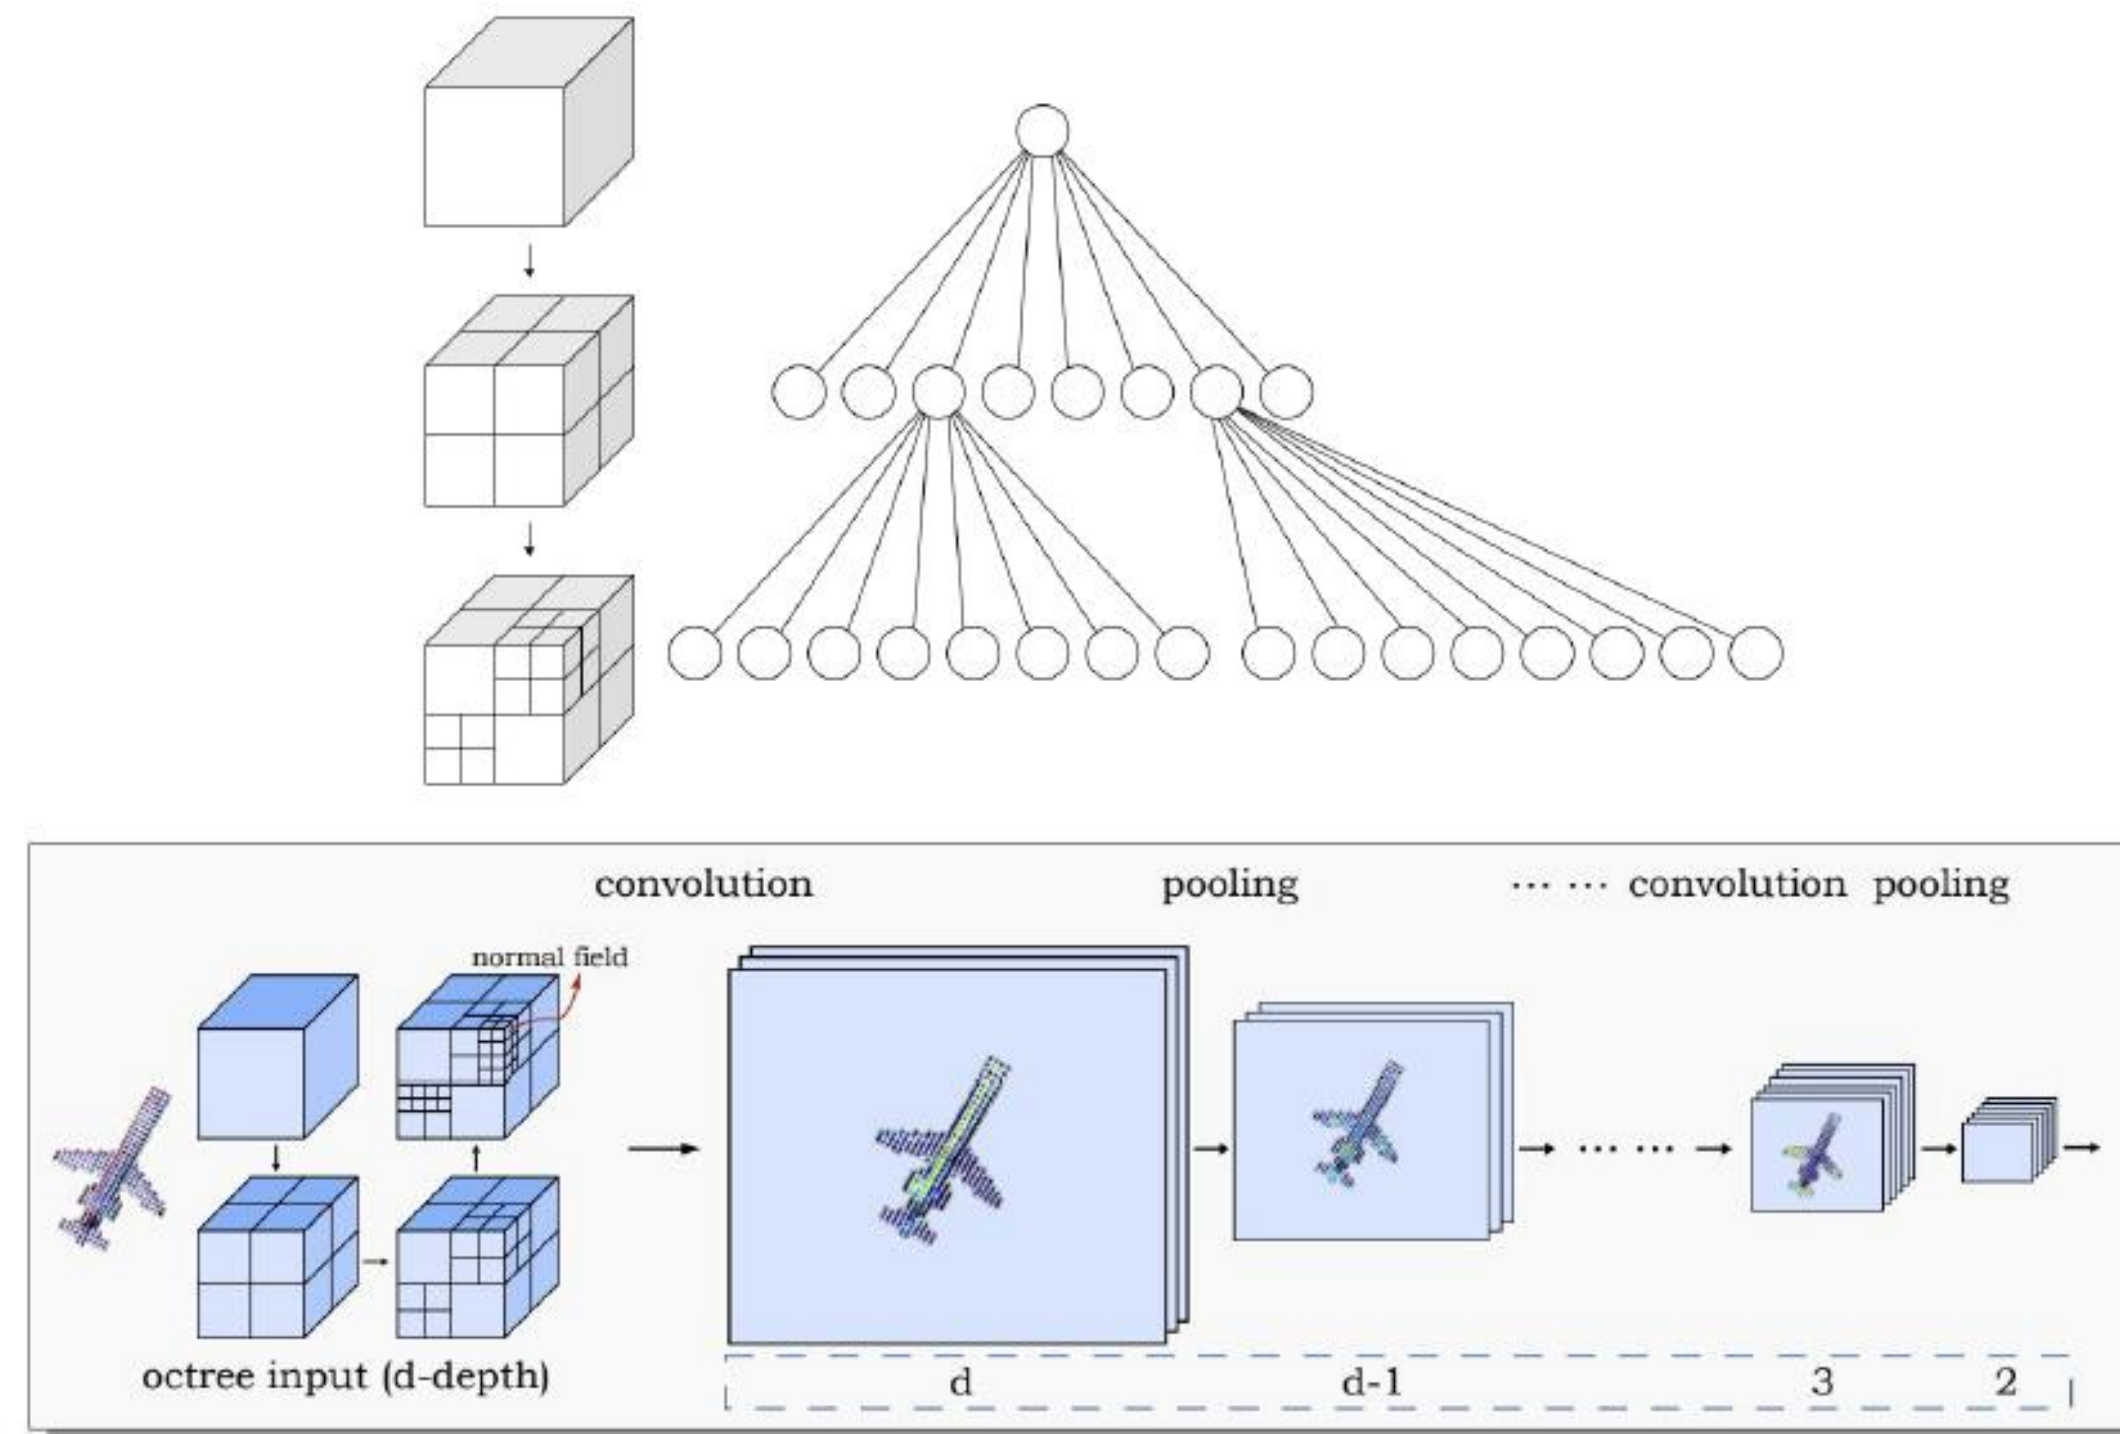 convolution pooling ... ... convolution pooling
normal field
octree input (d-depth)
... ...
d d-1 3 2